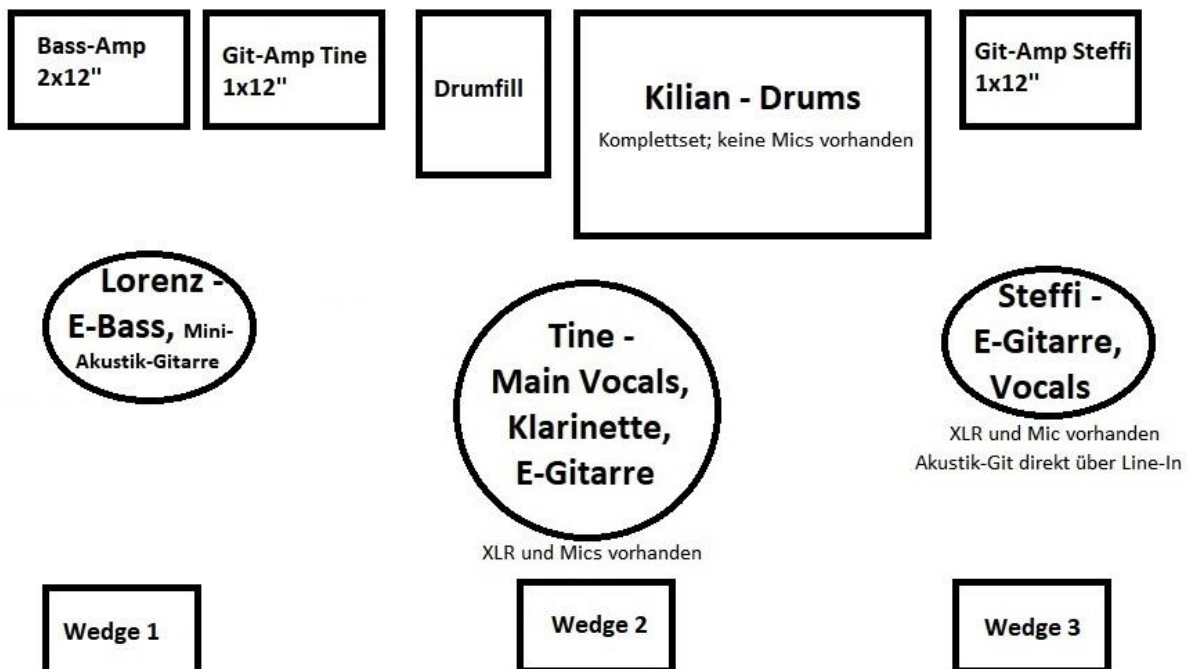 Bass-Amp
2x12"
Git-Amp Tine
1x12"
Drumfill
Kilian - Drums
Komplettset; keine Mics vorhanden
Git-Amp Steffi
1x12"
Lorenz -
E-Bass, Mini-
Akustik-Gitarre
Tine -
Main Vocals,
Klarinette,
E-Gitarre
XLR und Mics vorhanden
Steffi -
E-Gitarre,
Vocals
XLR und Mic vorhanden
Akustik-Git direkt über Line-In
Wedge 1
Wedge 2
Wedge 3